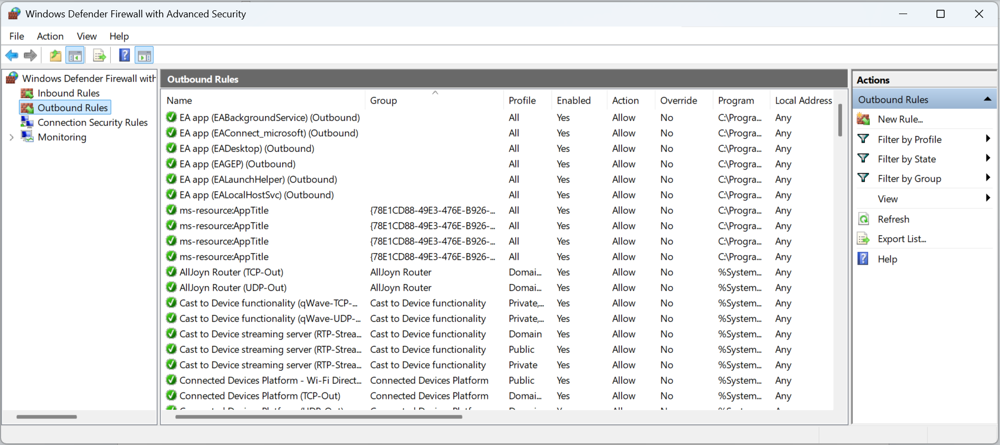 Windows Defender Firewall with Advanced Security
File Action View Help
Windows Defender Firewall with
Inbound Rules
Outbound Rules
Connection Security Rules
Monitoring
Outbound Rules
Name Group Profile Enabled Action Override Program Local Address
EA app (EABackgroundService) (Outbound) All Yes Allow No C:\Progra... Any
EA app (EAConnect_microsoft) (Outbound) All Yes Allow No C:\Progra... Any
EA app (EADesktop) (Outbound) All Yes Allow No C:\Progra... Any
EA app (EAGEP) (Outbound) All Yes Allow No C:\Progra... Any
EA app (EALaunchHelper) (Outbound) All Yes Allow No C:\Progra... Any
EA app (EALocalHostSvc) (Outbound) All Yes Allow No C:\Progra... Any
ms-resource:AppTitle {78E1CD88-49E3-476E-B926-... All Yes Allow No C:\Progra... Any
ms-resource:AppTitle {78E1CD88-49E3-476E-B926-... All Yes Allow No C:\Progra... Any
ms-resource:AppTitle {78E1CD88-49E3-476E-B926-... All Yes Allow No C:\Progra... Any
ms-resource:AppTitle {78E1CD88-49E3-476E-B926-... All Yes Allow No C:\Progra... Any
AllJoyn Router (TCP-Out) AllJoyn Router Domai... Yes Allow No %System... Any
AllJoyn Router (UDP-Out) AllJoyn Router Domai... Yes Allow No %System... Any
Cast to Device functionality (qWave-TCP-... Cast to Device functionality Private,... Yes Allow No %System... Any
Cast to Device functionality (qWave-UDP-... Cast to Device functionality Private,... Yes Allow No %System... Any
Cast to Device streaming server (RTP-Strea... Cast to Device functionality Domain Yes Allow No %System... Any
Cast to Device streaming server (RTP-Strea... Cast to Device functionality Public Yes Allow No %System... Any
Cast to Device streaming server (RTP-Strea... Cast to Device functionality Private Yes Allow No %System... Any
Connected Devices Platform - Wi-Fi Direct... Connected Devices Platform Public Yes Allow No %System... Any
Connected Devices Platform (TCP-Out) Connected Devices Platform Domai... Yes Allow No %System... Any
Actions
Outbound Rules
New Rule...
Filter by Profile
Filter by State
Filter by Group
View
Refresh
Export List...
Help